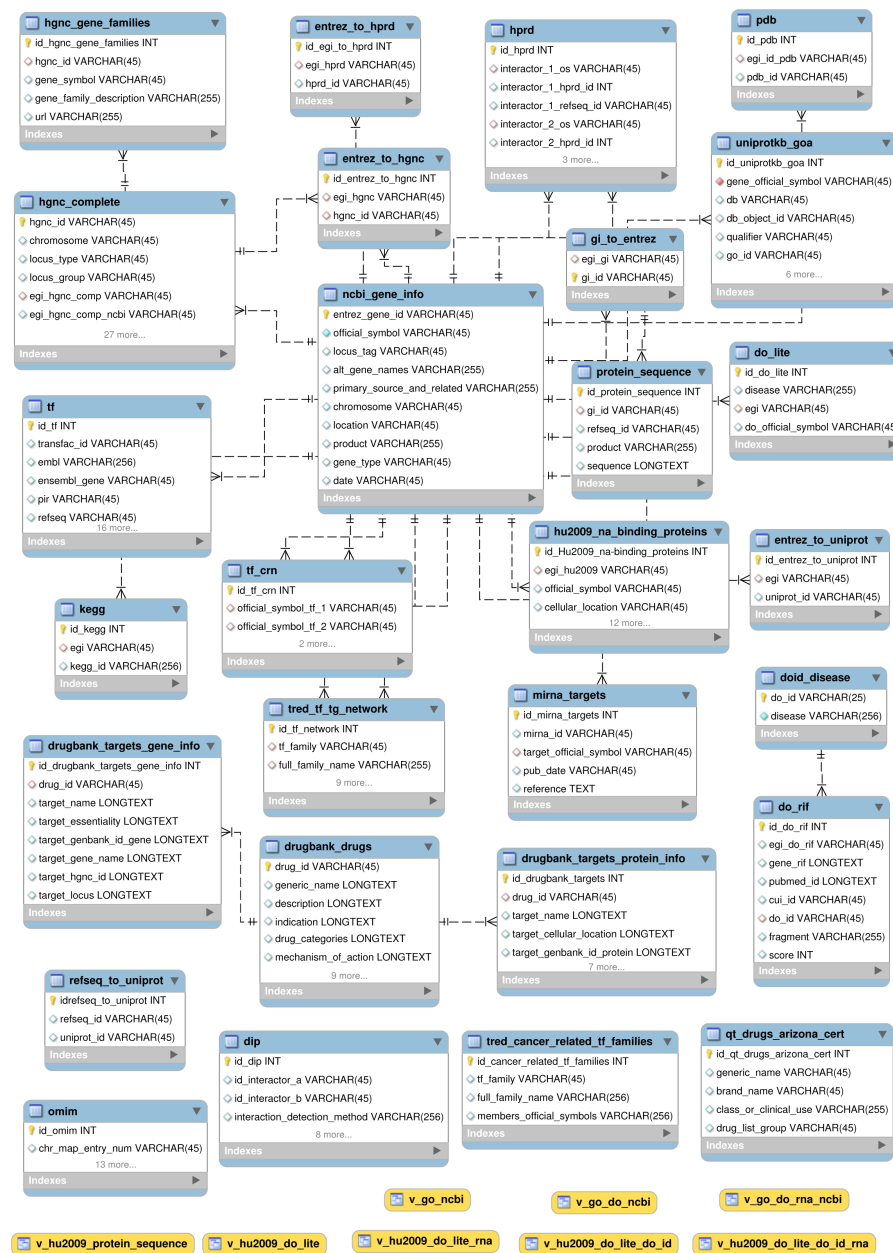 hgnc_gene_families
id_hgnc_gene_families INT
hgnc_id VARCHAR(45)
gene_symbol VARCHAR(45)
gene_family_description VARCHAR(255)
url VARCHAR(255)
Indexes
entrez_to_hprd
id_egi_to_hprd INT
egi_hprd VARCHAR(45)
hprd_id VARCHAR(45)
Indexes
hprd
id_hprd INT
interactor_1_os VARCHAR(45)
interactor_1_hprd_id INT
interactor_1_refseq_id VARCHAR(45)
interactor_2_os VARCHAR(45)
interactor_2_hprd_id INT
3 more...
Indexes
pdb
id_pdb INT
egi_id_pdb VARCHAR(45)
pdb_id VARCHAR(45)
Indexes
uniprotkb_goa
id_uniprotkb_goa INT
gene_official_symbol VARCHAR(45)
db VARCHAR(45)
db_object_id VARCHAR(45)
qualifier VARCHAR(45)
go_id VARCHAR(45)
6 more...
Indexes
entrez_to_hgnc
id_entrez_to_hgnc INT
egi_hgnc VARCHAR(45)
hgnc_id VARCHAR(45)
Indexes
hgnc_complete
hgnc_id VARCHAR(45)
chromosome VARCHAR(45)
locus_type VARCHAR(45)
locus_group VARCHAR(45)
egi_hgnc_comp VARCHAR(45)
egi_hgnc_comp_ncbi VARCHAR(45)
27 more...
Indexes
gi_to_entrez
egi_gi VARCHAR(45)
gi_id VARCHAR(45)
Indexes
ncbi_gene_info
entrez_gene_id VARCHAR(45)
official_symbol VARCHAR(45)
locus_tag VARCHAR(45)
alt_gene_names VARCHAR(255)
primary_source_and_related VARCHAR(255)
chromosome VARCHAR(45)
location VARCHAR(45)
product VARCHAR(255)
gene_type VARCHAR(45)
date VARCHAR(45)
Indexes
protein_sequence
id_protein_sequence INT
gi_id VARCHAR(45)
refseq_id VARCHAR(45)
product VARCHAR(255)
sequence LONGTEXT
Indexes
do_lite
id_do_lite INT
disease VARCHAR(255)
egi VARCHAR(45)
do_official_symbol VARCHAR(45
Indexes
tf
id_tf INT
transfac_id VARCHAR(45)
embl VARCHAR(256)
ensembl_gene VARCHAR(45)
pir VARCHAR(45)
refseq VARCHAR(45)
16 more...
Indexes
hu2009_na_binding_proteins
id_Hu2009_na-binding_proteins INT
egi_hu2009 VARCHAR(45)
official_symbol VARCHAR(45)
cellular_location VARCHAR(45)
12 more...
Indexes
entrez_to_uniprot
id_entrez_to_uniprot INT
egi VARCHAR(45)
uniprot_id VARCHAR(45)
Indexes
tf_crn
id_tf_crn INT
official_symbol_tf_1 VARCHAR(45)
official_symbol_tf_2 VARCHAR(45)
2 more...
Indexes
kegg
id_kegg INT
egi VARCHAR(45)
kegg_id VARCHAR(256)
Indexes
doid_disease
do_id VARCHAR(25)
disease VARCHAR(256)
Indexes
mirna_targets
id_mirna_targets INT
mirna_id VARCHAR(45)
target_official_symbol VARCHAR(45)
pub_date VARCHAR(45)
reference TEXT
Indexes
tred_tf_tg_network
id_tf_network INT
tf_family VARCHAR(45)
full_family_name VARCHAR(255)
9 more...
Indexes
drugbank_targets_gene_info
id_drugbank_targets_gene_info INT
drug_id VARCHAR(45)
target_name LONGTEXT
target_essentiality LONGTEXT
target_genbank_id_gene LONGTEXT
target_gene_name LONGTEXT
target_hgnc_id LONGTEXT
target_locus LONGTEXT
Indexes
do_rif
id_do_rif INT
egi_do_rif VARCHAR(45)
gene_rif LONGTEXT
pubmed_id LONGTEXT
cui_id VARCHAR(45)
do_id VARCHAR(45)
fragment VARCHAR(255)
score INT
Indexes
drugbank_drugs
drug_id VARCHAR(45)
generic_name LONGTEXT
description LONGTEXT
indication LONGTEXT
drug_categories LONGTEXT
mechanism_of_action LONGTEXT
9 more...
Indexes
drugbank_targets_protein_info
id_drugbank_targets INT
drug_id VARCHAR(45)
target_name LONGTEXT
target_cellular_location LONGTEXT
target_genbank_id_protein LONGTEXT
7 more...
Indexes
refseq_to_uniprot
idrefseq_to_uniprot INT
refseq_id VARCHAR(45)
uniprot_id VARCHAR(45)
Indexes
dip
id_dip INT
id_interactor_a VARCHAR(45)
id_interactor_b VARCHAR(45)
interaction_detection_method VARCHAR(256)
8 more...
Indexes
tred_cancer_related_tf_families
id_cancer_related_tf_families INT
tf_family VARCHAR(45)
full_family_name VARCHAR(256)
members_official_symbols VARCHAR(256)
Indexes
qt_drugs_arizona_cert
id_qt_drugs_arizona_cert INT
generic_name VARCHAR(45)
brand_name VARCHAR(45)
class_or_clinical_use VARCHAR(255)
drug_list_group VARCHAR(45)
Indexes
omim
id_omim INT
chr_map_entry_num VARCHAR(45)
13 more...
Indexes
v_go_ncbi
v_go_do_ncbi
v_go_do_rna_ncbi
v_hu2009_protein_sequence
v_hu2009_do_lite
v_hu2009_do_lite_rna
v_hu2009_do_lite_do_id
v_hu2009_do_lite_do_id_rna